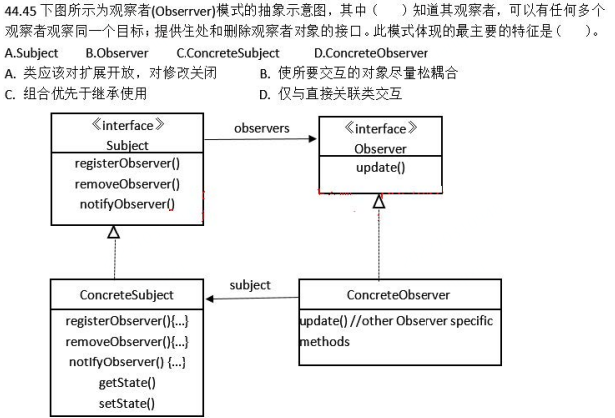 44.45 下图所示为观察者(Obserrver)模式的抽象示意图，其中（　）知道其观察者，可以有任何多个
观察者观察同一个目标；提供住处和删除观察者对象的接口。此模式体现的最主要的特征是（　）。
A.Subject B.Observer C.ConcreteSubject D.ConcreteObserver
A. 类应该对扩展开放，对修改关闭 B. 使所要交互的对象尽量松耦合
C. 组合优先于继承使用 D. 仅与直接关联类交互
《interface》
Subject
registerObserver()
removeObserver()
notifyObserver()
observers
《interface》
Observer
update()
ConcreteSubject
registerObserver(){...}
removeObserver(){...}
notIfyObserver() {...}
getState()
setState()
subject
ConcreteObserver
update() //other Observer specific
methods